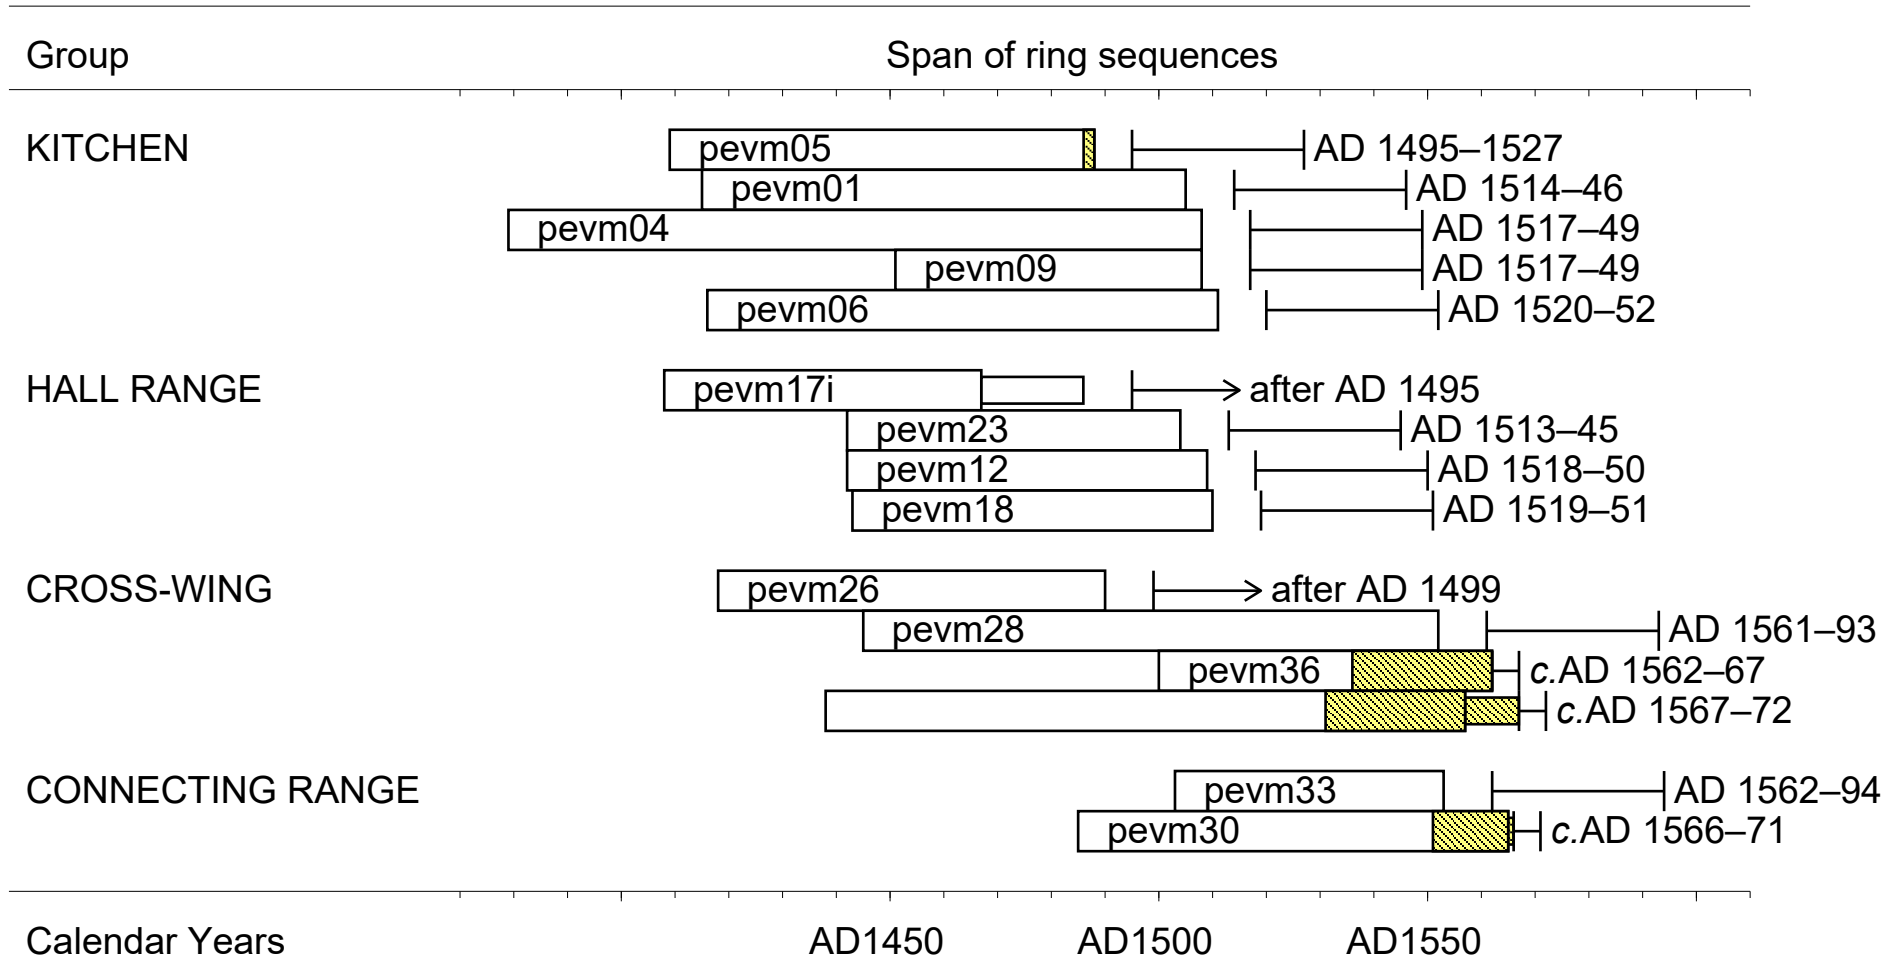 Group Span of ring sequences
KITCHEN pevm05 AD 1495–1527
pevm01 AD 1514–46
pevm04 AD 1517–49
pevm09 AD 1517–49
pevm06 AD 1520–52
HALL RANGE pevm17i after AD 1495
pevm23 AD 1513–45
pevm12 AD 1518–50
pevm18 AD 1519–51
CROSS-WING pevm26 after AD 1499
pevm28 AD 1561–93
pevm36 c.AD 1562–67
c.AD 1567–72
CONNECTING RANGE pevm33 AD 1562–94
pevm30 c.AD 1566–71
Calendar Years AD1450 AD1500 AD1550